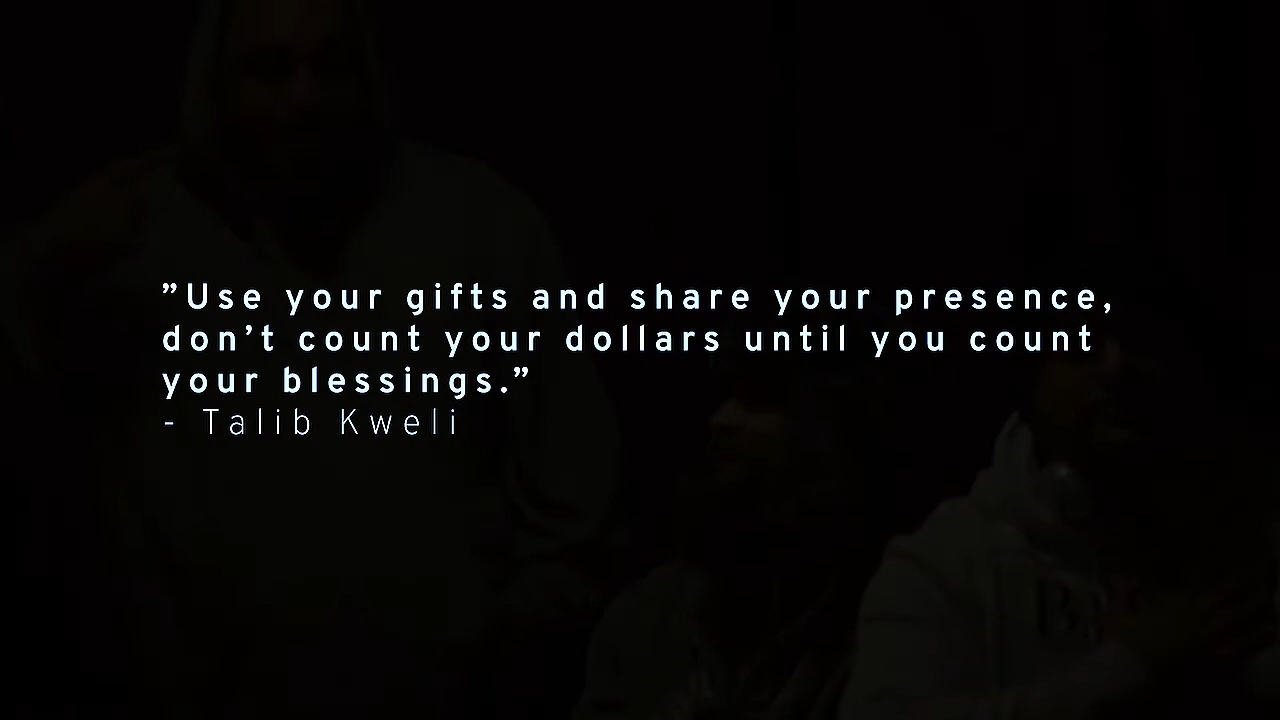 ”Use your gifts and share your presence,
don’t count your dollars until you count
your blessings.”
- Talib Kweli